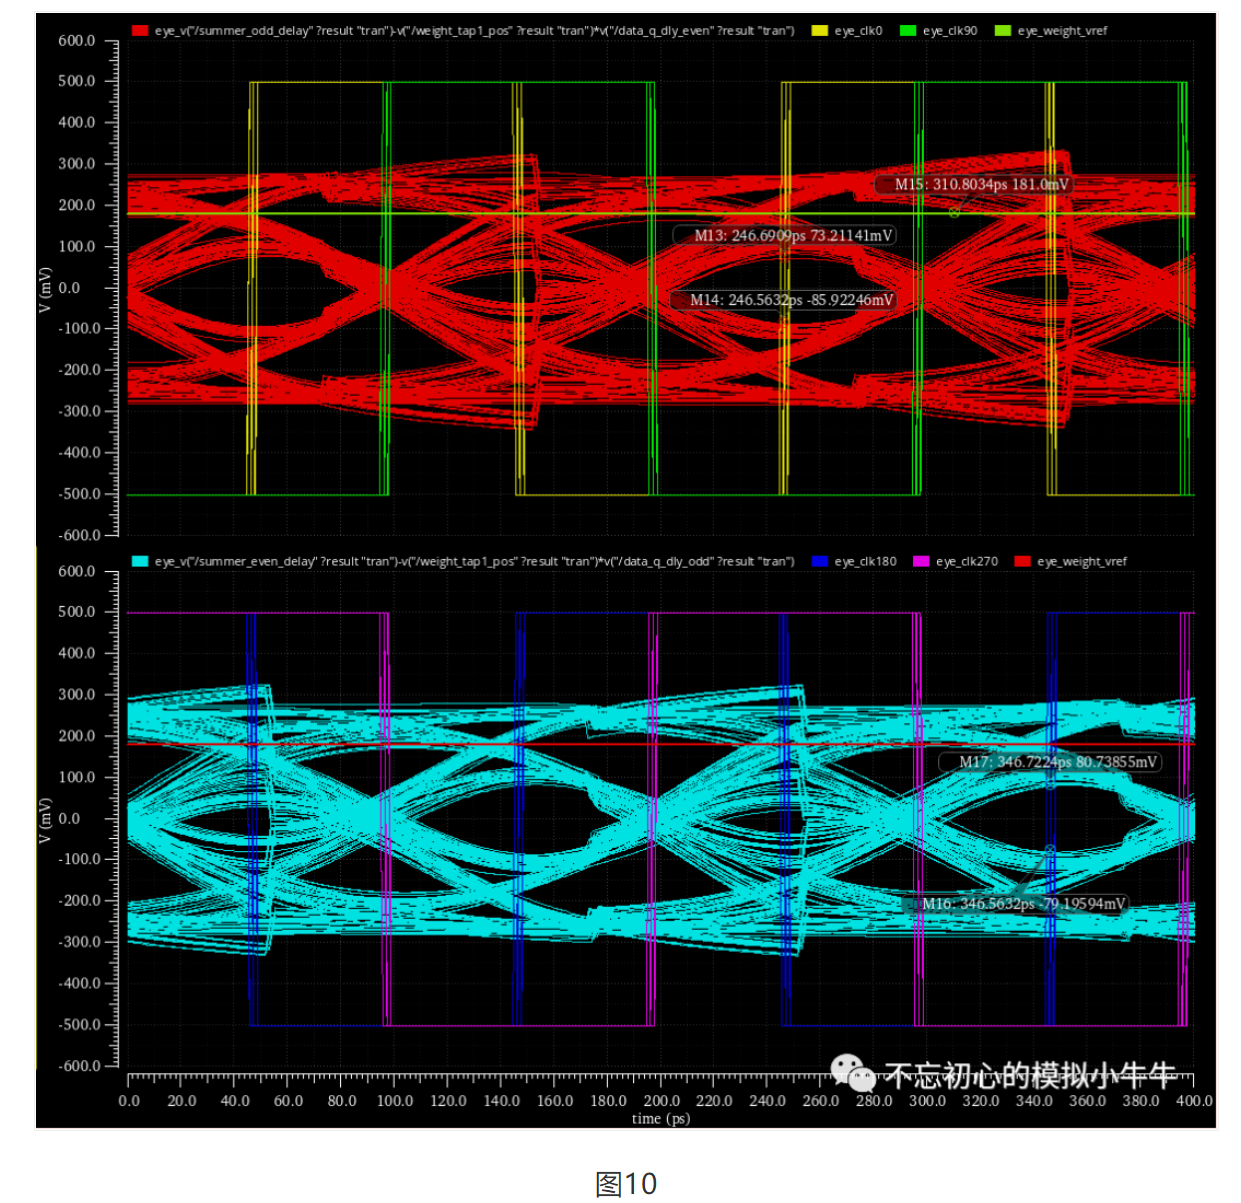 eye_v("/summer_odd_delay" ?result "tran")-v("/weight_tap1_pos" ?result "tran")*v("/data_q_dly_even" ?result "tran") eye_clk0 eye_clk90 eye_weight_vref
600.0
500.0
400.0
300.0
200.0
100.0
0.0
-100.0
-200.0
-300.0
-400.0
-500.0
-600.0
V (mV)
M15: 310.8034ps 181.0mV
M13: 246.6909ps 73.21141mV
M14: 246.5632ps -85.92246mV
eye_v("/summer_even_delay" ?result "tran")-v("/weight_tap1_pos" ?result "tran")*v("/data_q_dly_odd" ?result "tran") eye_clk180 eye_clk270 eye_weight_vref
600.0
500.0
400.0
300.0
200.0
100.0
0.0
-100.0
-200.0
-300.0
-400.0
-500.0
-600.0
V (mV)
M17: 346.7224ps 80.73855mV
M16: 346.5632ps -79.19594mV
不忘初心的模拟小牛牛
0.0 20.0 40.0 60.0 80.0 100.0 120.0 140.0 160.0 180.0 200.0 220.0 240.0 260.0 280.0 300.0 320.0 340.0 360.0 380.0 400.0
time (ps)
图10